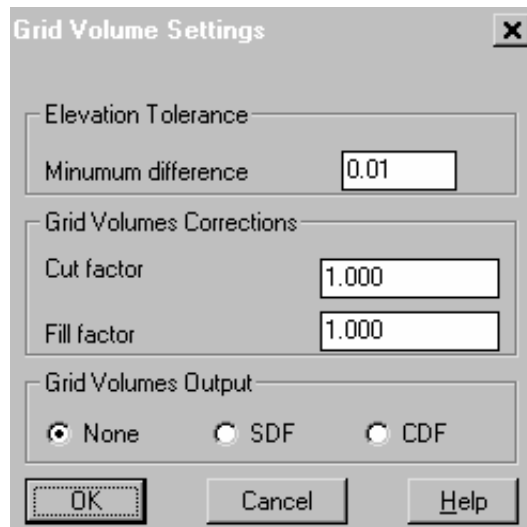 Grid Volume Settings
Elevation Tolerance
Minumum difference 0.01
Grid Volumes Corrections
Cut factor 1.000
Fill factor 1.000
Grid Volumes Output
None SDF CDF
OK Cancel Help